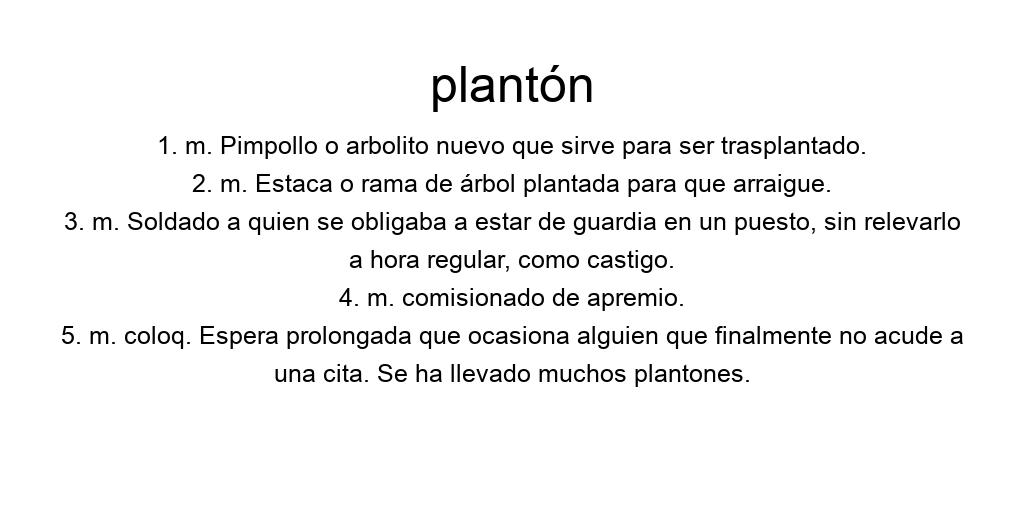 plantón
1. m. Pimpollo o arbolito nuevo que sirve para ser trasplantado.
2. m. Estaca o rama de árbol plantada para que arraigue.
3. m. Soldado a quien se obligaba a estar de guardia en un puesto, sin relevarlo
a hora regular, como castigo.
4. m. comisionado de apremio.
5. m. coloq. Espera prolongada que ocasiona alguien que finalmente no acude a
una cita. Se ha llevado muchos plantones.